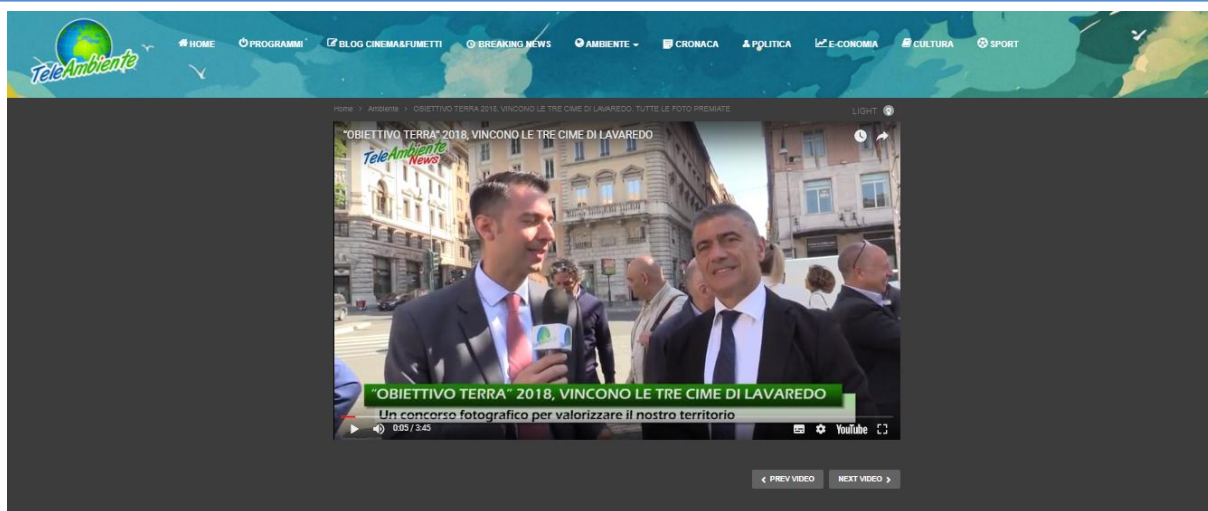 TeleAmbiente
HOME PROGRAMMI BLOG CINEMA&FUMETTI BREAKING NEWS AMBIENTE CRONACA POLITICA E-CONOMIA CULTURA SPORT
Home > Ambiente > OBIETTIVO TERRA 2018, VINCONO LE TRE CIME DI LAVAREDO. TUTTE LE FOTO PREMIATE
LIGHT
"OBIETTIVO TERRA" 2018, VINCONO LE TRE CIME DI LAVAREDO
TeleAmbiente
News
"OBIETTIVO TERRA" 2018, VINCONO LE TRE CIME DI LAVAREDO
Un concorso fotografico per valorizzare il nostro territorio
0:05 / 3:45
YouTube
PREV VIDEO NEXT VIDEO